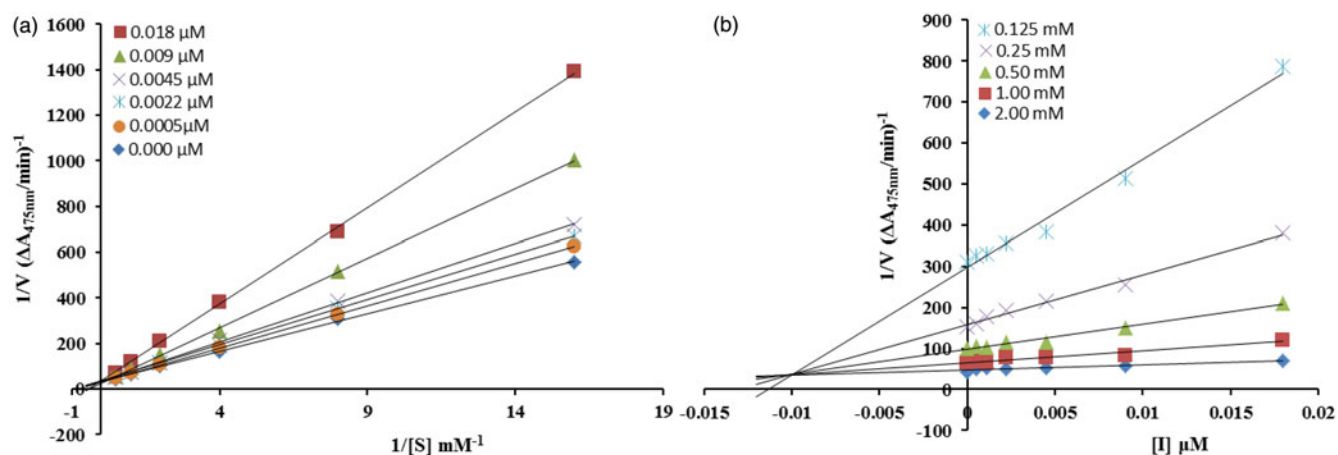 (a)
1/V (ΔA475nm/min)-1
1600
1400
1200
1000
800
600
400
200
0
-200
-1
4
9
14
19
1/[S] mM-1
0.018 µM
0.009 µM
0.0045 µM
0.0022 µM
0.0005µM
0.000 µM
(b)
1/V (ΔA475nm/min)-1
900
800
700
600
500
400
300
200
100
0
-100
-0.015
-0.01
-0.005
0
0.005
0.01
0.015
0.02
[I] µM
0.125 mM
0.25 mM
0.50 mM
1.00 mM
2.00 mM